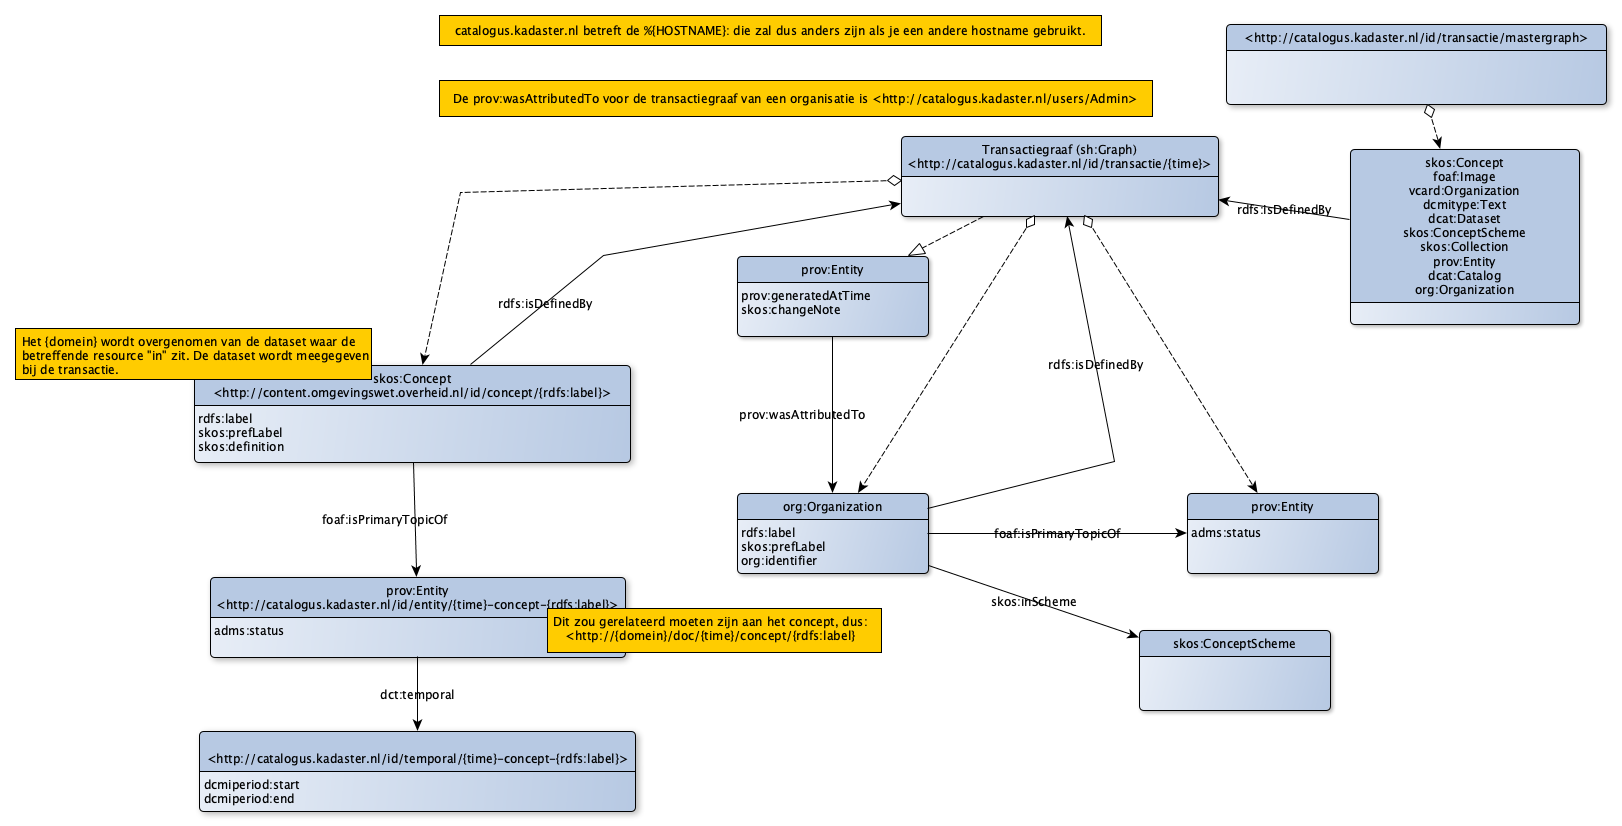 catalogus.kadaster.nl betreft de %{HOSTNAME}: die zal dus anders zijn als je een andere hostname gebruikt.
<http://catalogus.kadaster.nl/id/transactie/mastergraph>
De prov:wasAttributedTo voor de transactiegraaf van een organisatie is <http://catalogus.kadaster.nl/users/Admin>
Transactiegraaf (sh:Graph)
<http://catalogus.kadaster.nl/id/transactie/{time}>
skos:Concept
foaf:Image
vcard:Organization
dcmitype:Text
dcat:Dataset
skos:ConceptScheme
skos:Collection
prov:Entity
dcat:Catalog
org:Organization
rdfs:isDefinedBy
prov:Entity
prov:generatedAtTime
skos:changeNote
rdfs:isDefinedBy
Het {domein} wordt overgenomen van de dataset waar de
betreffende resource "in" zit. De dataset wordt meegegeven
bij de transactie.
skos:Concept
<http://content.omgevingswet.overheid.nl/id/concept/{rdfs:label}>
rdfs:label
skos:prefLabel
skos:definition
rdfs:isDefinedBy
prov:wasAttributedTo
foaf:isPrimaryTopicOf
org:Organization
rdfs:label
skos:prefLabel
org:identifier
foaf:isPrimaryTopicOf
prov:Entity
adms:status
skos:inScheme
skos:ConceptScheme
prov:Entity
<http://catalogus.kadaster.nl/id/entity/{time}-concept-{rdfs:label}>
adms:status
Dit zou gerelateerd moeten zijn aan het concept, dus:
<http://{domein}/doc/{time}/concept/{rdfs:label}
dct:temporal
<http://catalogus.kadaster.nl/id/temporal/{time}-concept-{rdfs:label}>
dcmiperiod:start
dcmiperiod:end